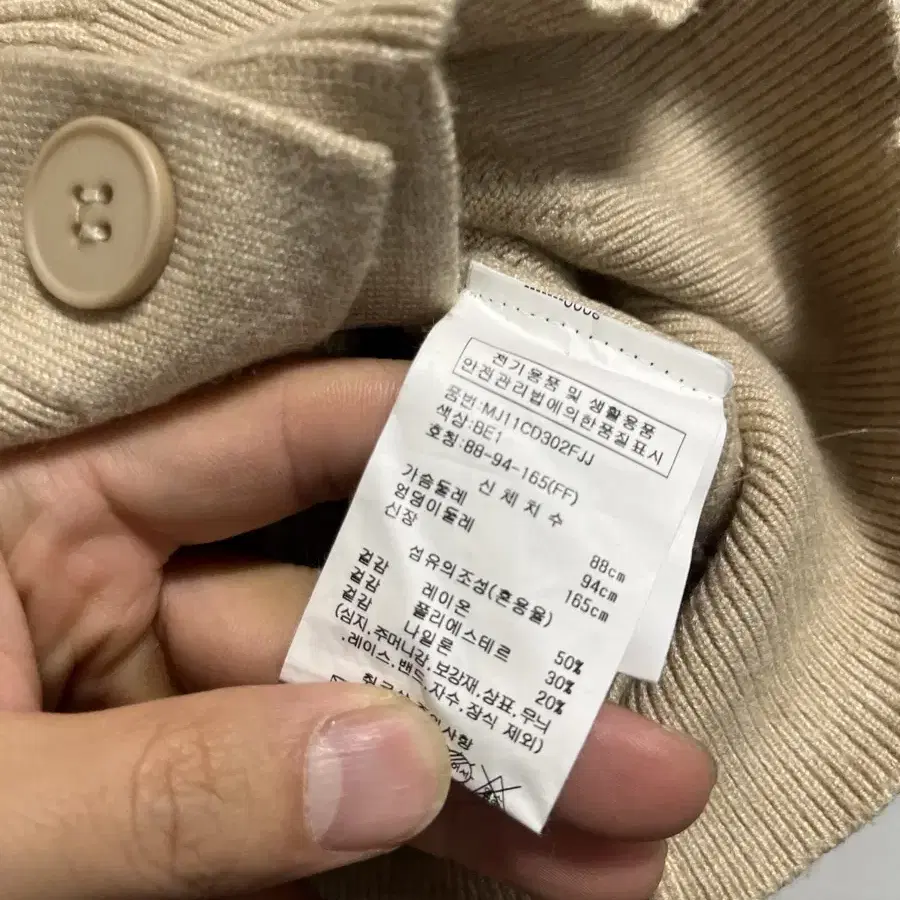 전기용품 및 생활용품
안전관리법에의한품질표시
품번:MJ11CD302FJJ
색상:BE1
호칭:88-94-165(FF)
신 체 치 수
가슴둘레 88cm
엉덩이둘레 94cm
신장 165cm
섬유의조성(혼용율)
겉감 레이온 50%
겉감 폴리에스테르 30%
겉감 나일론 20%
(심지,주머니감,보강재,상표,무늬
,레이스,밴드,자수,장식 제외)
사항